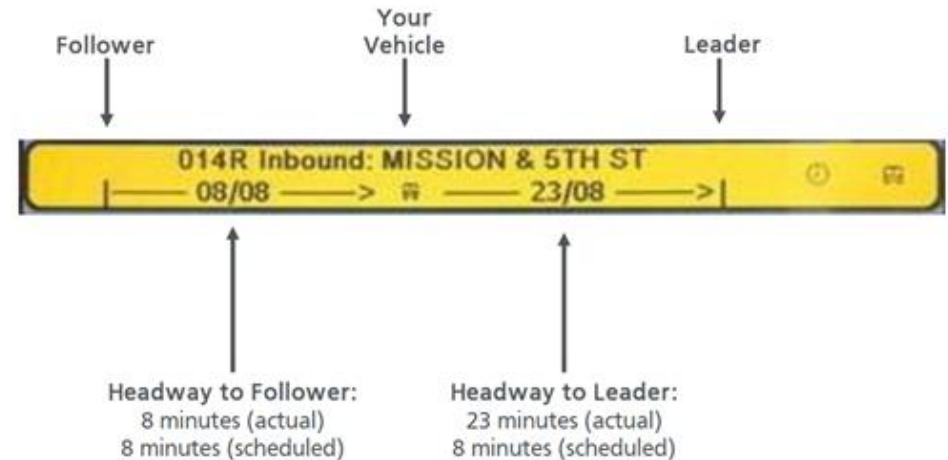 Your
Follower Vehicle Leader
014R Inbound: MISSION & 5TH ST
|—— 08/08 ——> —— 23/08 ——>|
Headway to Follower: Headway to Leader:
8 minutes (actual) 23 minutes (actual)
8 minutes (scheduled) 8 minutes (scheduled)